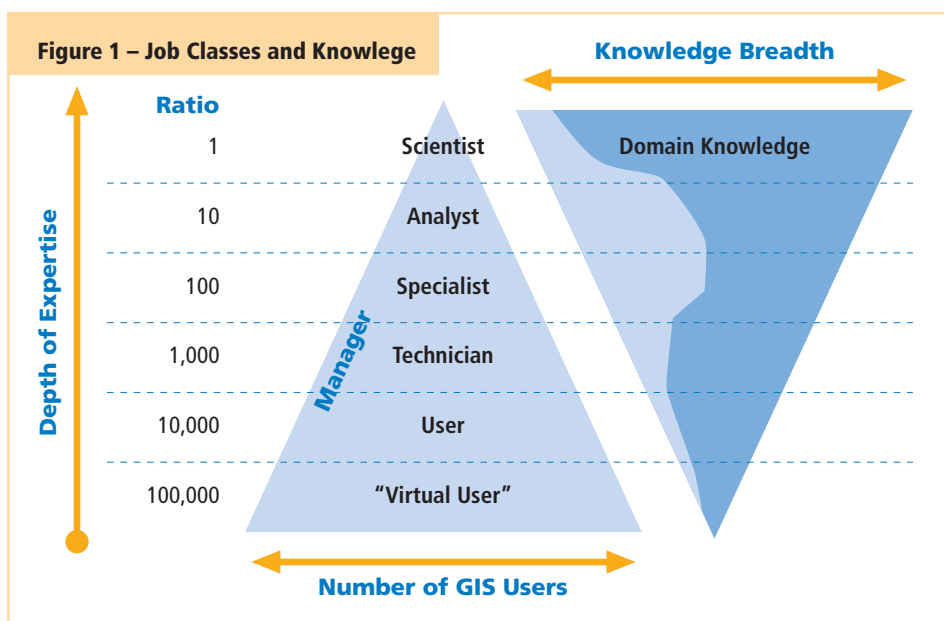 Figure 1 – Job Classes and Knowlege
Knowledge Breadth
Ratio
1
Scientist
Domain Knowledge
10
Analyst
100
Specialist
1,000
Technician
10,000
User
100,000
“Virtual User”
Manager
Depth of Expertise
Number of GIS Users